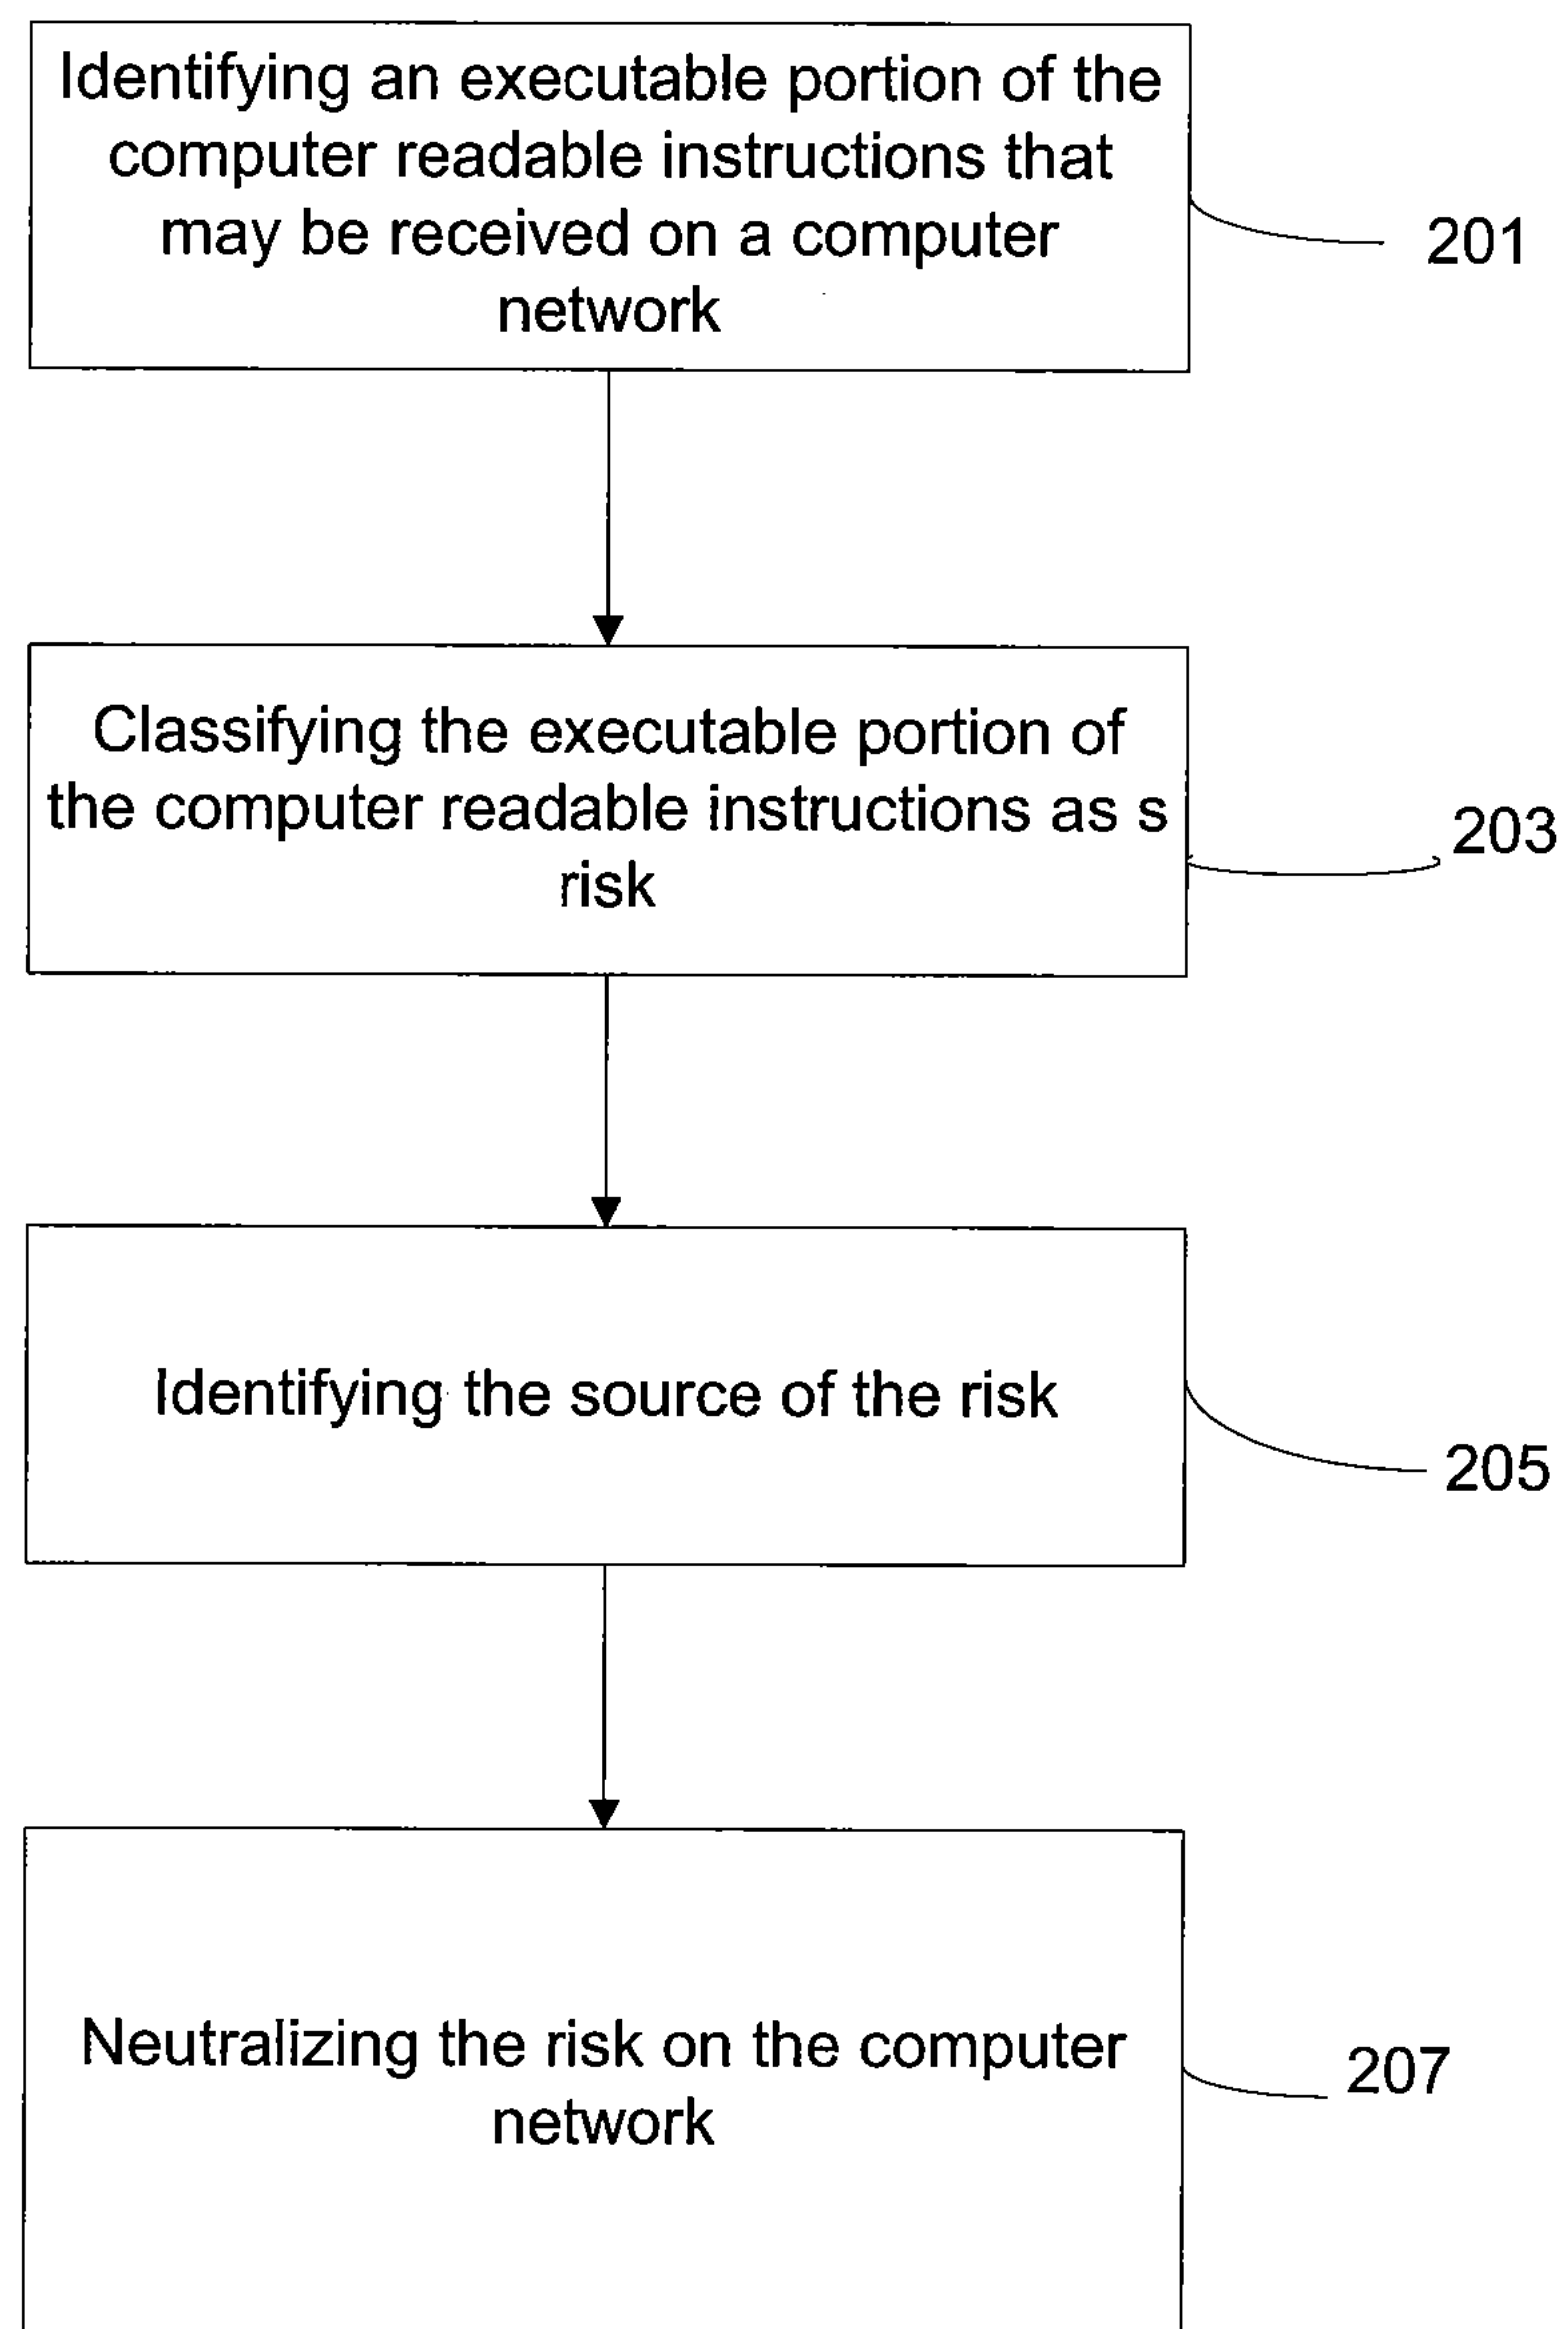 Identifying an executable portion of the
computer readable instructions that
may be received on a computer
network
201
Classifying the executable portion of
the computer readable instructions as s
risk
203
Identifying the source of the risk
205
Neutralizing the risk on the computer
network
207